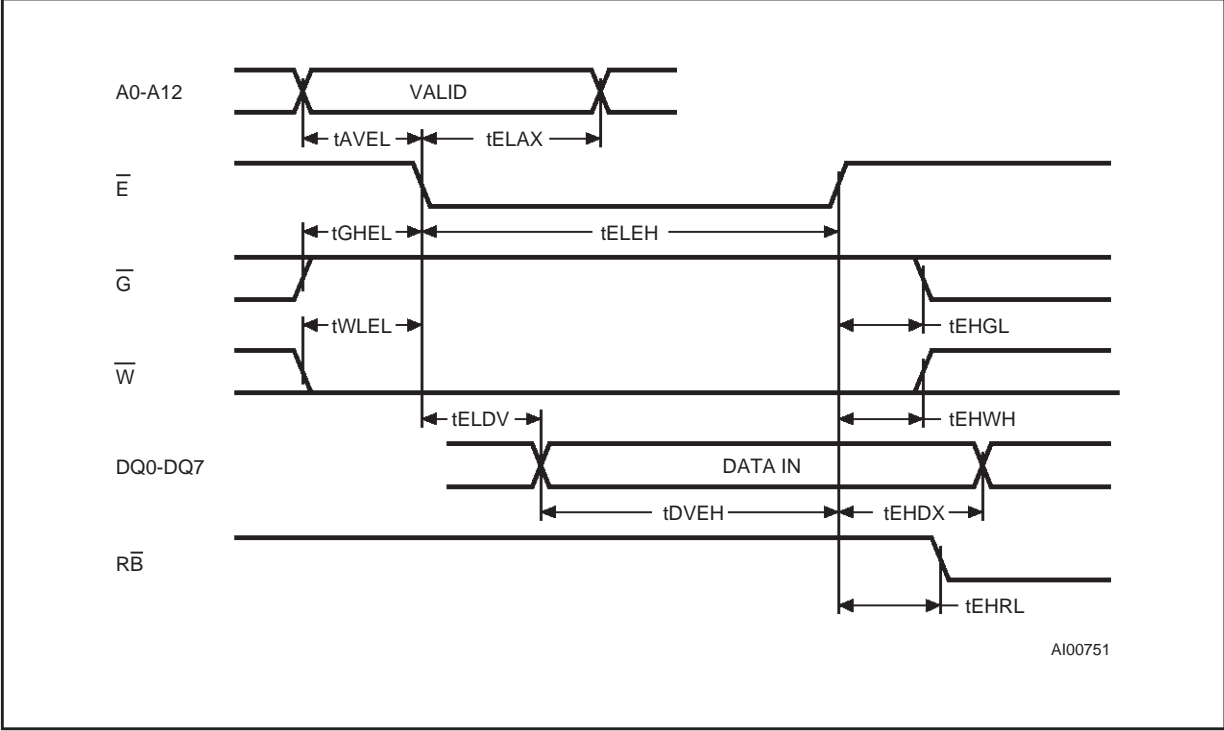 A0-A12
VALID
tAVEL
tELAX
E̅
tGHEL
tELEH
G̅
tWLEL
tEHGL
W̅
tELDV
tEHWH
DQ0-DQ7
DATA IN
tDVEH
tEHDX
RB̅
tEHRL
AI00751